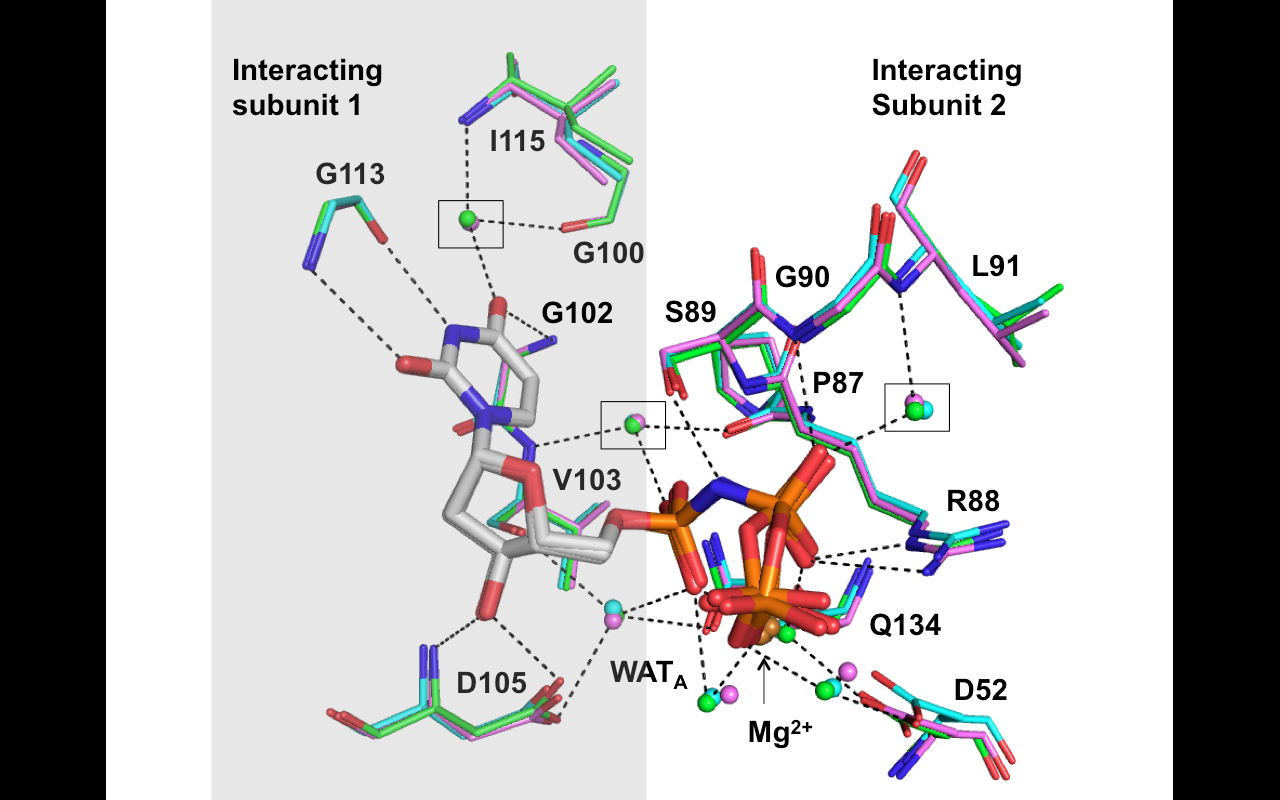 Interacting
subunit 1
Interacting
Subunit 2
I115
G113
G100
G90
L91
S89
G102
P87
V103
R88
Q134
WATA
D105
D52
Mg2+